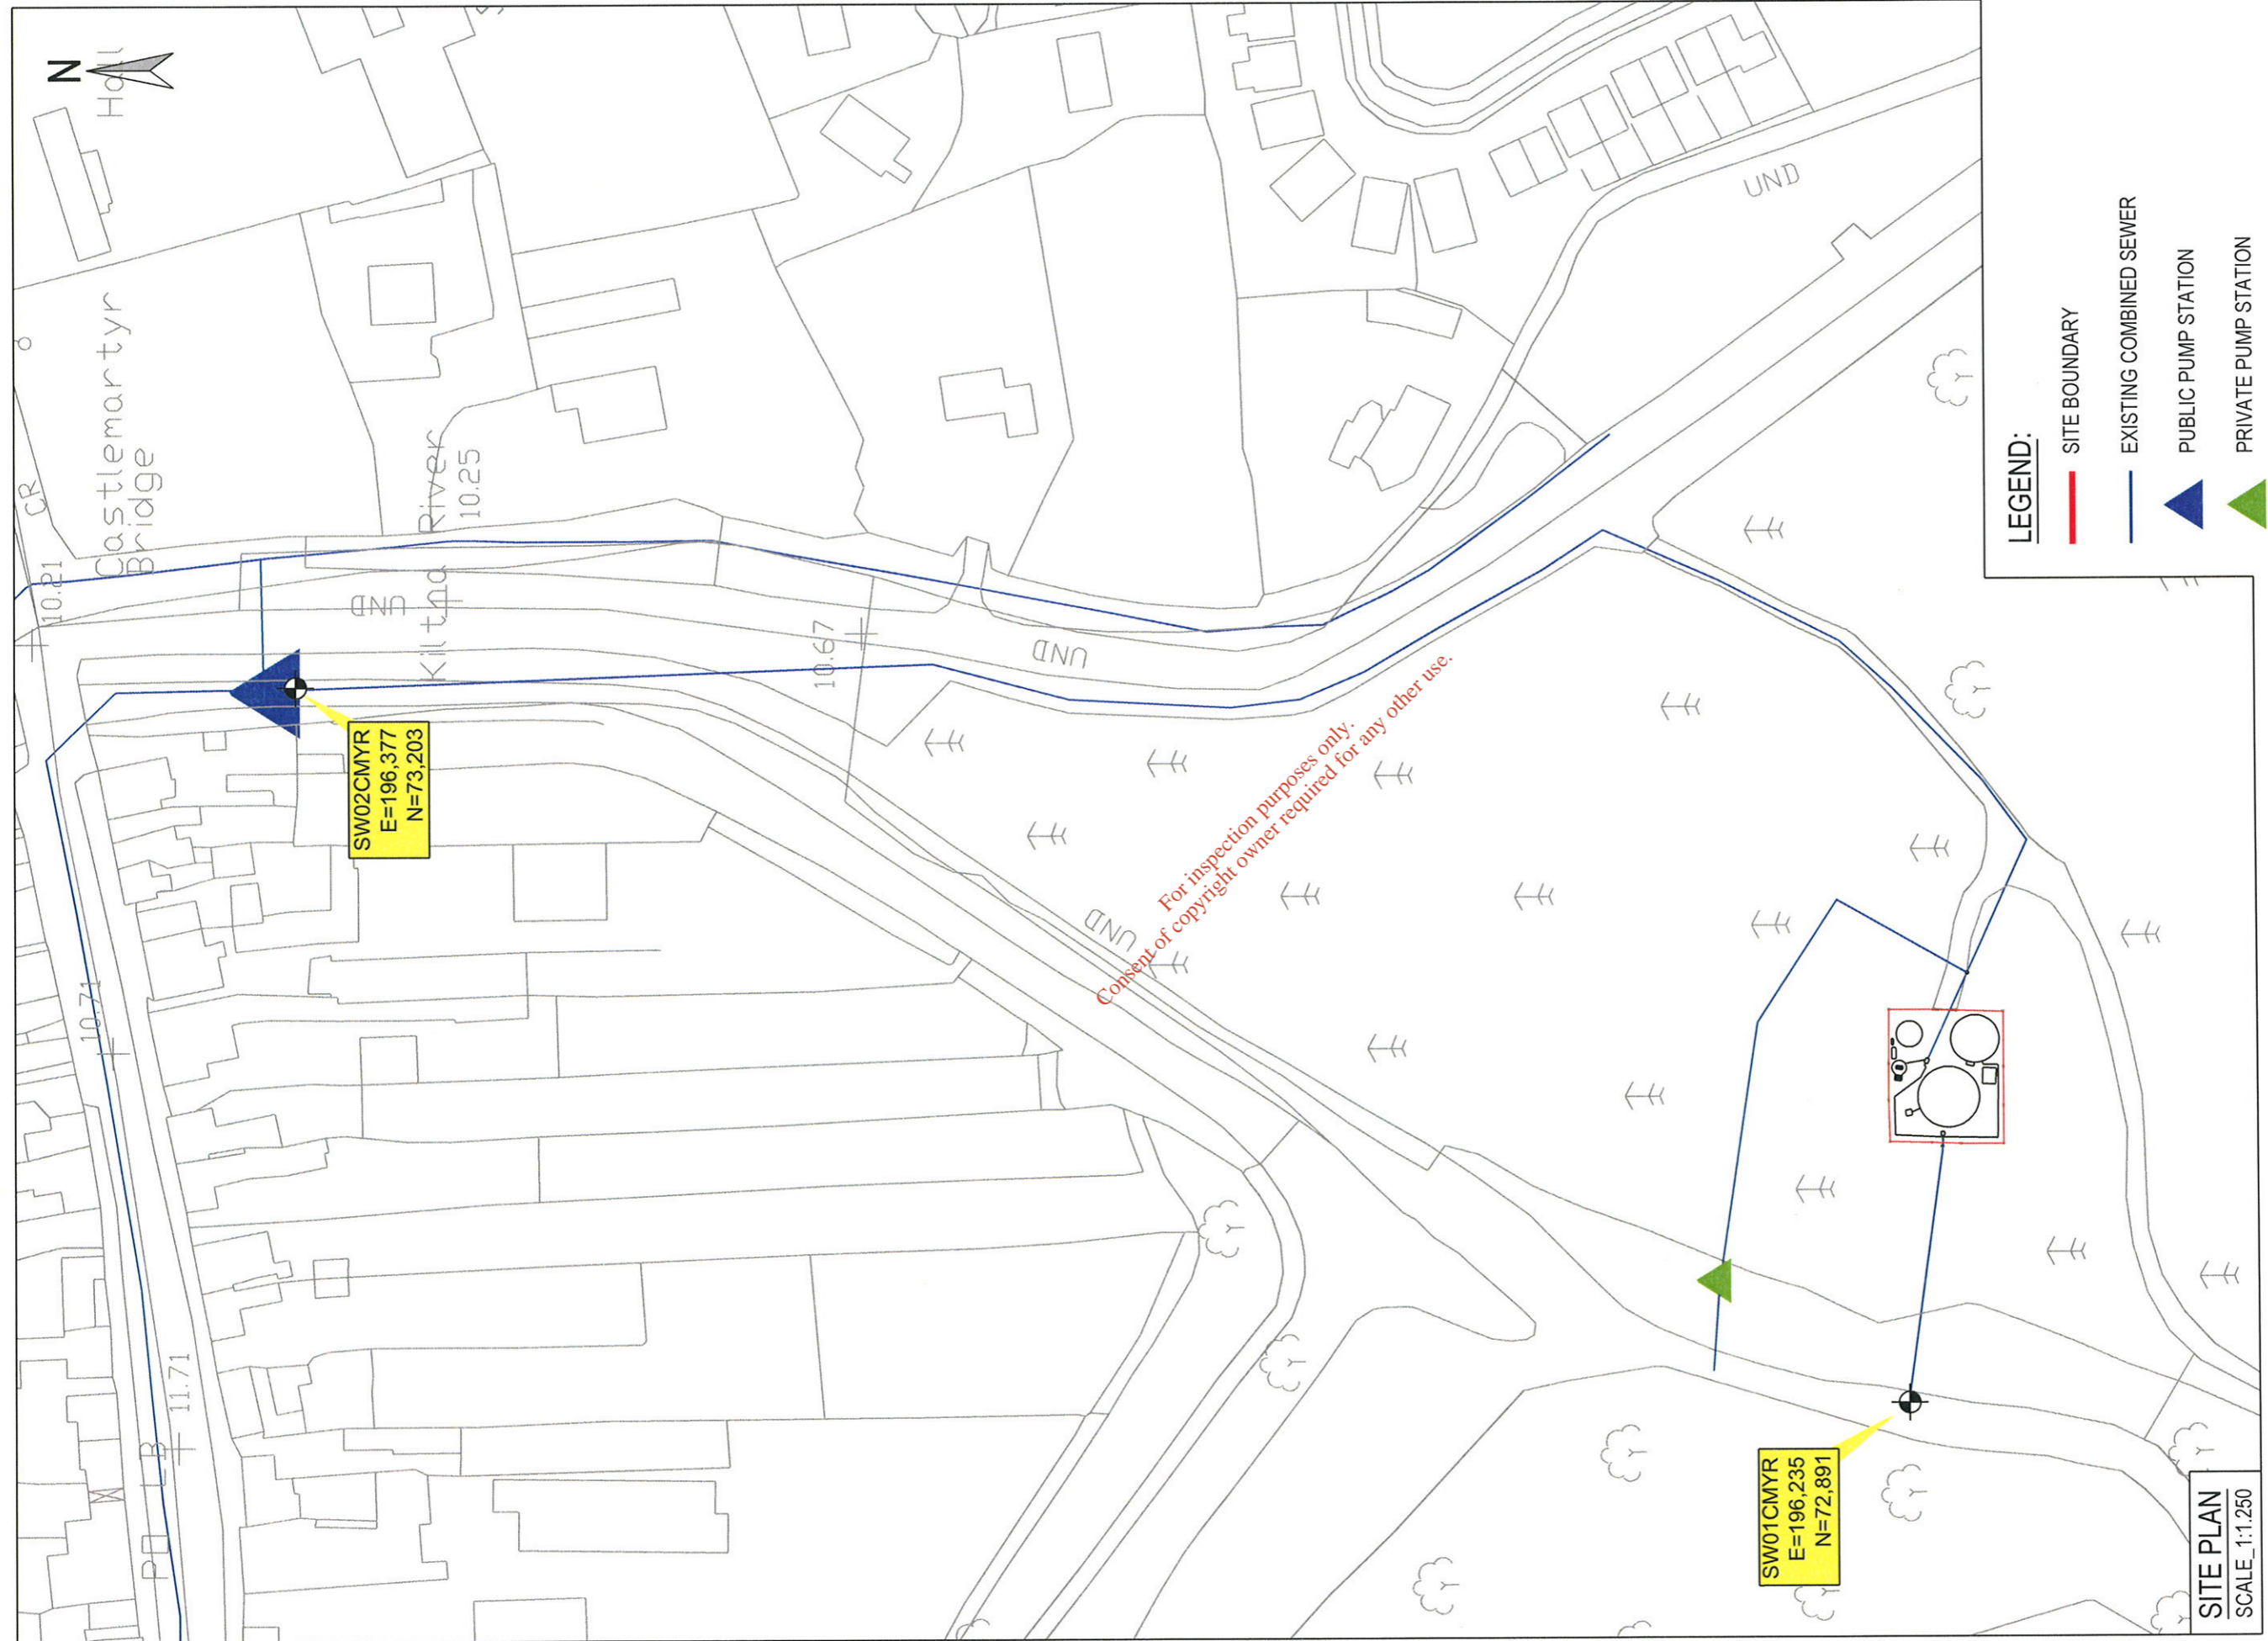 N
Hall
CR
10.21
Castlemartyr
Bridge
UND
Kiltha River
10.25
10.67
UND
UND
UND
SW02CMYR
E=196,377
N=73,203
10.71
11.71
PO
LB
For inspection purposes only.
Consent of copyright owner required for any other use.
SW01CMYR
E=196,235
N=72,891
LEGEND:
SITE BOUNDARY
EXISTING COMBINED SEWER
PUBLIC PUMP STATION
PRIVATE PUMP STATION
SITE PLAN
SCALE_1:1.250